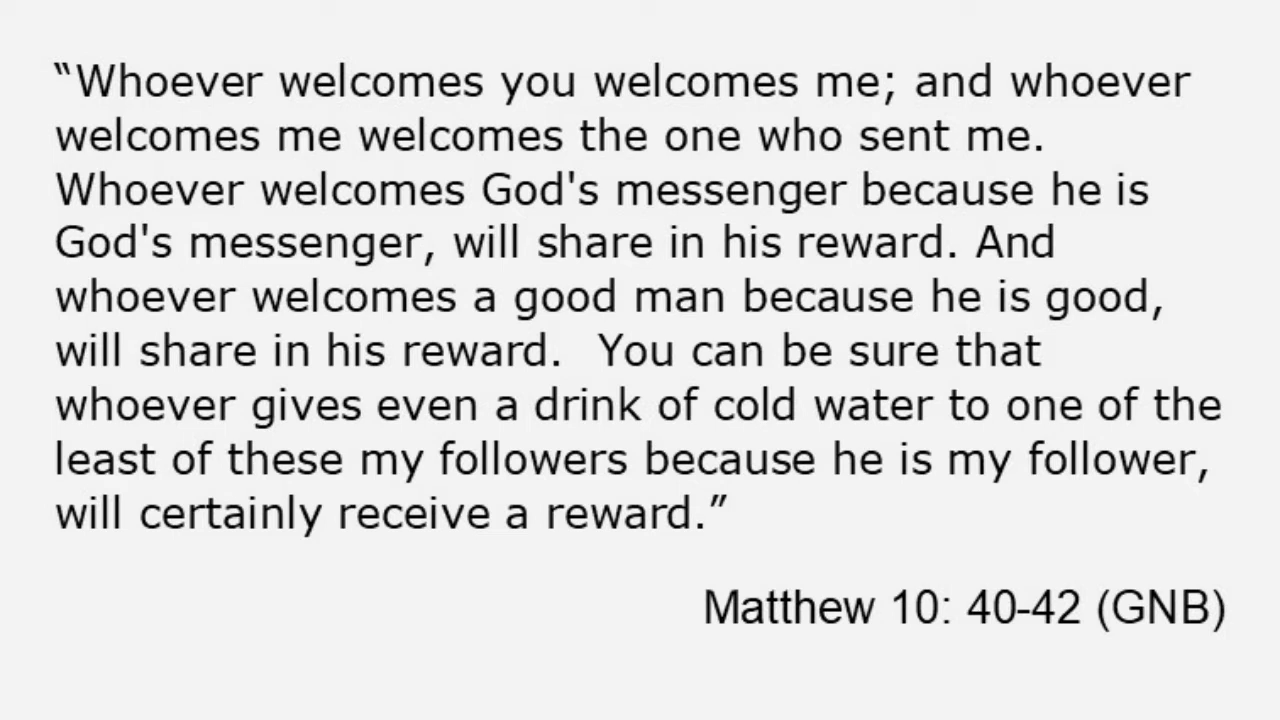 “Whoever welcomes you welcomes me; and whoever
welcomes me welcomes the one who sent me.
Whoever welcomes God's messenger because he is
God's messenger, will share in his reward. And
whoever welcomes a good man because he is good,
will share in his reward.  You can be sure that
whoever gives even a drink of cold water to one of the
least of these my followers because he is my follower,
will certainly receive a reward.”
Matthew 10: 40-42 (GNB)